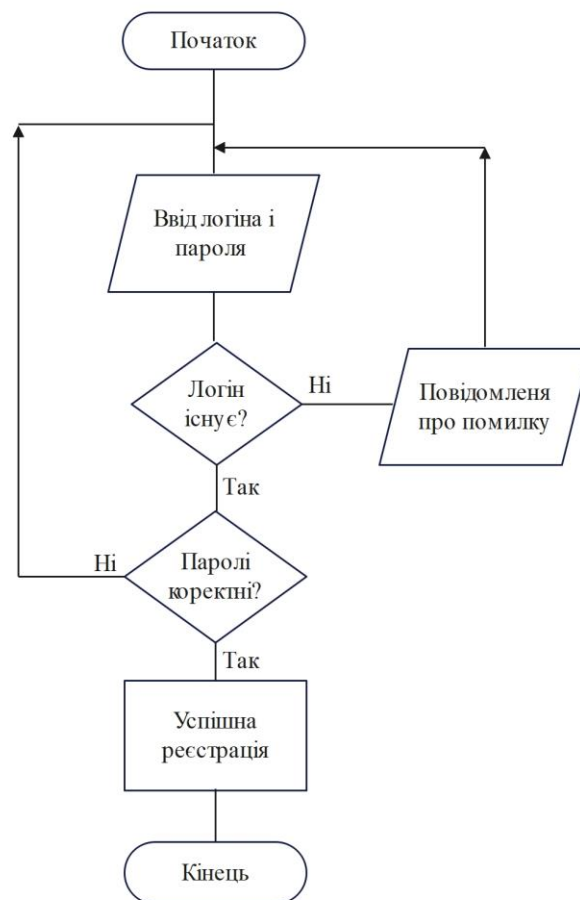 Початок
Ввід логіна і
пароля
Логін
існує?
Ні
Повідомленя
про помилку
Так
Ні
Паролі
коректні?
Так
Успішна
реєстрація
Кінець